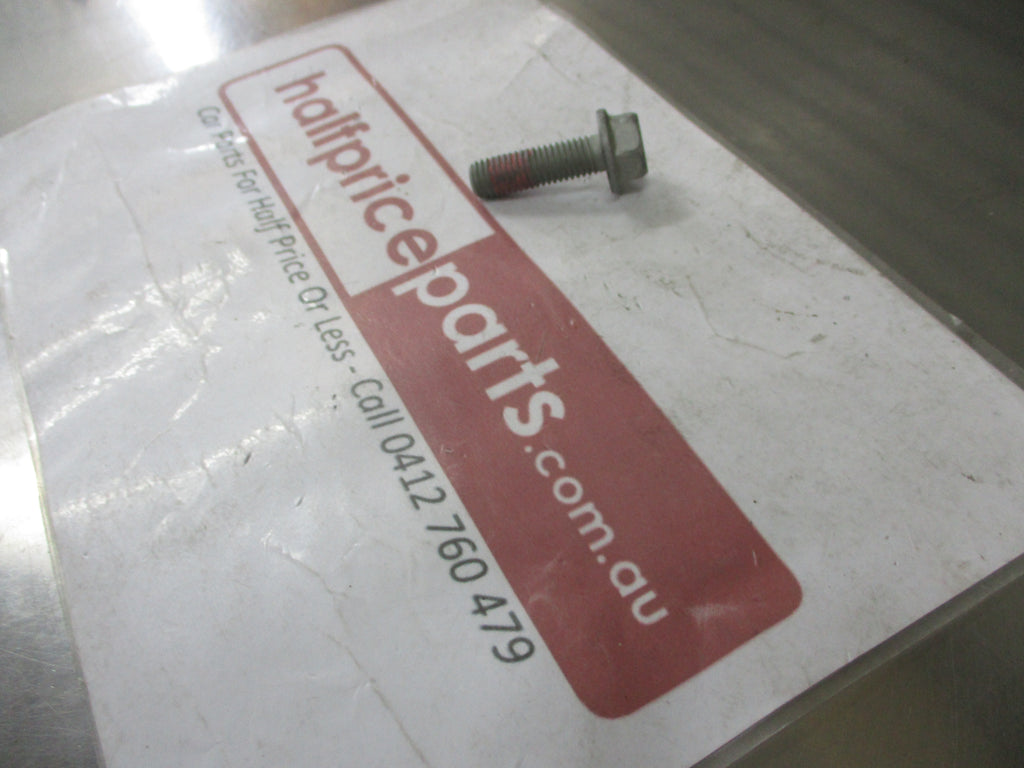 halfpriceparts.com.au
Car Parts For Half Price Or Less - Call 0412 760 479